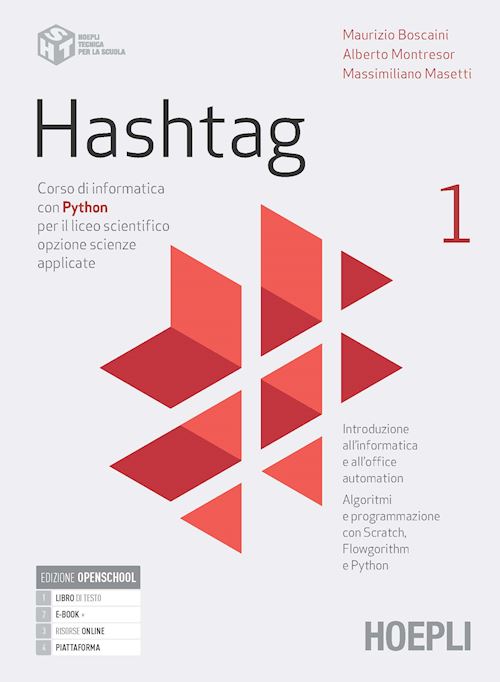 HST
HOEPLI
TECNICA
PER LA SCUOLA
Maurizio Boscaini
Alberto Montresor
Massimiliano Masetti
Hashtag
Corso di informatica
con Python
per il liceo scientifico
opzione scienze
applicate
1
Introduzione
all'informatica
e all'office
automation
Algoritmi
e programmazione
con Scratch,
Flowgorithm
e Python
EDIZIONE OPENSCHOOL
1 LIBRO DI TESTO
2 E-BOOK +
3 RISORSE ONLINE
4 PIATTAFORMA
HOEPLI